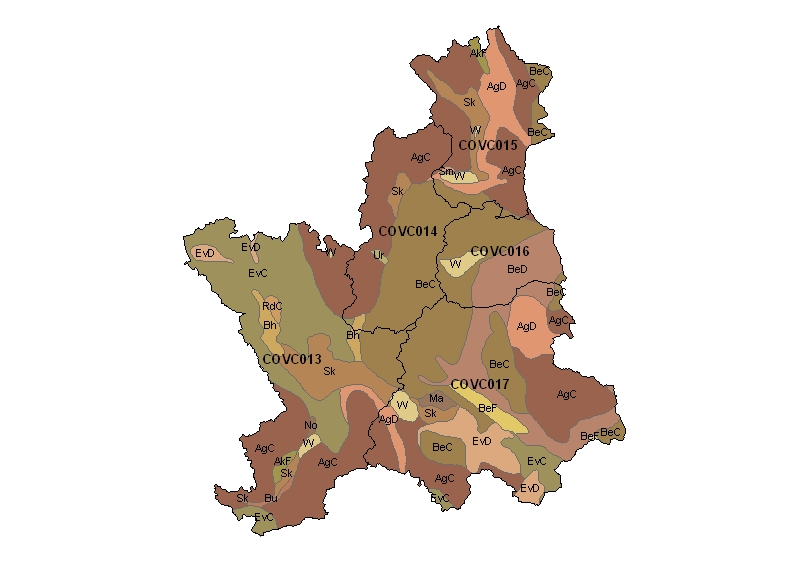 AkF
BeC
AgD
AgC
Sk
W
BeC
COVC015
AgC
Sm
W
AgC
Sk
COVC014
Ur
BeC
COVC016
W
BeD
EvD
EvD
EvC
W
RdC
Bh
Bh
COVC013
Sk
BeC
AgC
AgD
BeC
AgC
COVC017
Ma
W
Sk
BeF
AgD
EvD
BeC
BeF
BeC
No
W
AgC
AkF
Sk
AgC
EvC
AgC
EvD
Sk
Bu
EvC
EvC